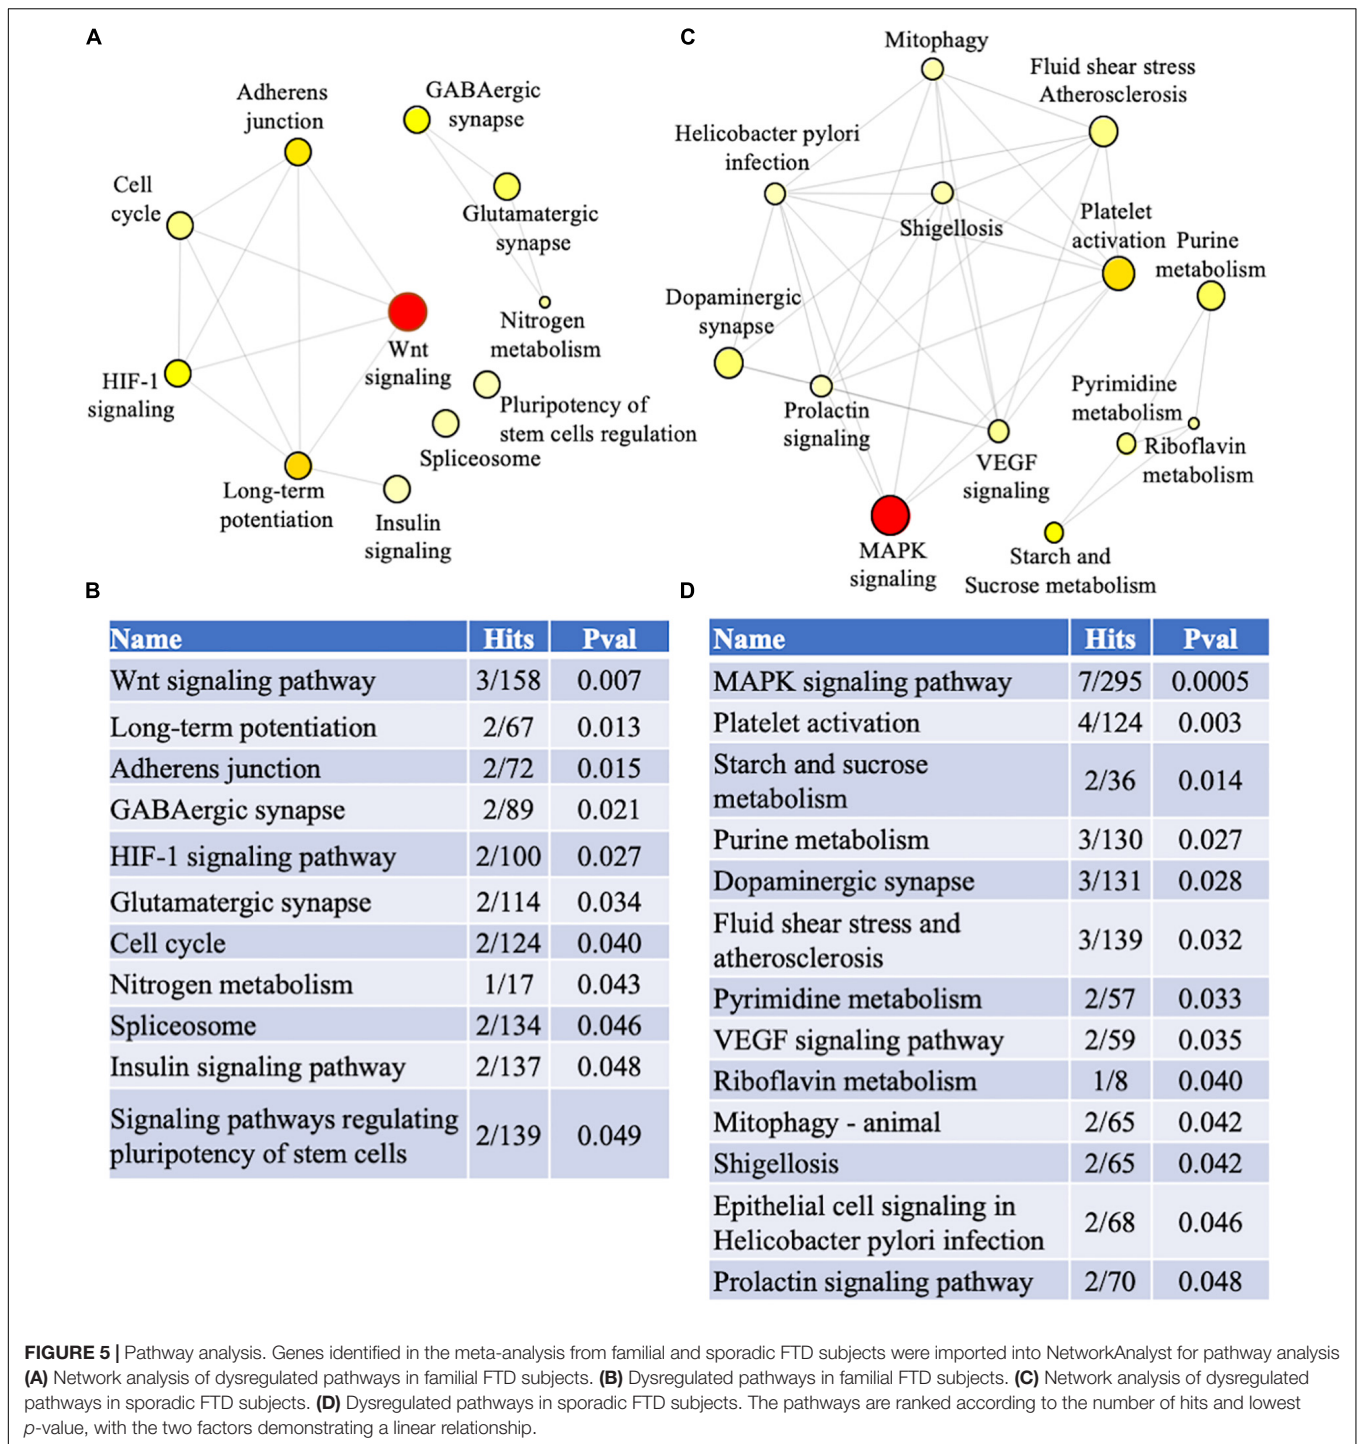 A
Adherens
junction
GABAergic
synapse
Cell
cycle
Glutamatergic
synapse
Wnt
signaling
Nitrogen
metabolism
HIF-1
signaling
Pluripotency of
stem cells regulation
Spliceosome
Long-term
potentiation
Insulin
signaling
C
Mitophagy
Fluid shear stress
Atherosclerosis
Helicobacter pylori
infection
Shigellosis
Platelet
activation
Purine
metabolism
Dopaminergic
synapse
Prolactin
signaling
Pyrimidine
metabolism
Riboflavin
metabolism
VEGF
signaling
MAPK
signaling
Starch and
Sucrose metabolism
B
Name Hits Pval
Wnt signaling pathway 3/158 0.007
Long-term potentiation 2/67 0.013
Adherens junction 2/72 0.015
GABAergic synapse 2/89 0.021
HIF-1 signaling pathway 2/100 0.027
Glutamatergic synapse 2/114 0.034
Cell cycle 2/124 0.040
Nitrogen metabolism 1/17 0.043
Spliceosome 2/134 0.046
Insulin signaling pathway 2/137 0.048
Signaling pathways regulating
pluripotency of stem cells 2/139 0.049
D
Name Hits Pval
MAPK signaling pathway 7/295 0.0005
Platelet activation 4/124 0.003
Starch and sucrose
metabolism 2/36 0.014
Purine metabolism 3/130 0.027
Dopaminergic synapse 3/131 0.028
Fluid shear stress and
atherosclerosis 3/139 0.032
Pyrimidine metabolism 2/57 0.033
VEGF signaling pathway 2/59 0.035
Riboflavin metabolism 1/8 0.040
Mitophagy - animal 2/65 0.042
Shigellosis 2/65 0.042
Epithelial cell signaling in
Helicobacter pylori infection 2/68 0.046
Prolactin signaling pathway 2/70 0.048
FIGURE 5 | Pathway analysis. Genes identified in the meta-analysis from familial and sporadic FTD subjects were imported into NetworkAnalyst for pathway analysis
(A) Network analysis of dysregulated pathways in familial FTD subjects. (B) Dysregulated pathways in familial FTD subjects. (C) Network analysis of dysregulated
pathways in sporadic FTD subjects. (D) Dysregulated pathways in sporadic FTD subjects. The pathways are ranked according to the number of hits and lowest
p-value, with the two factors demonstrating a linear relationship.